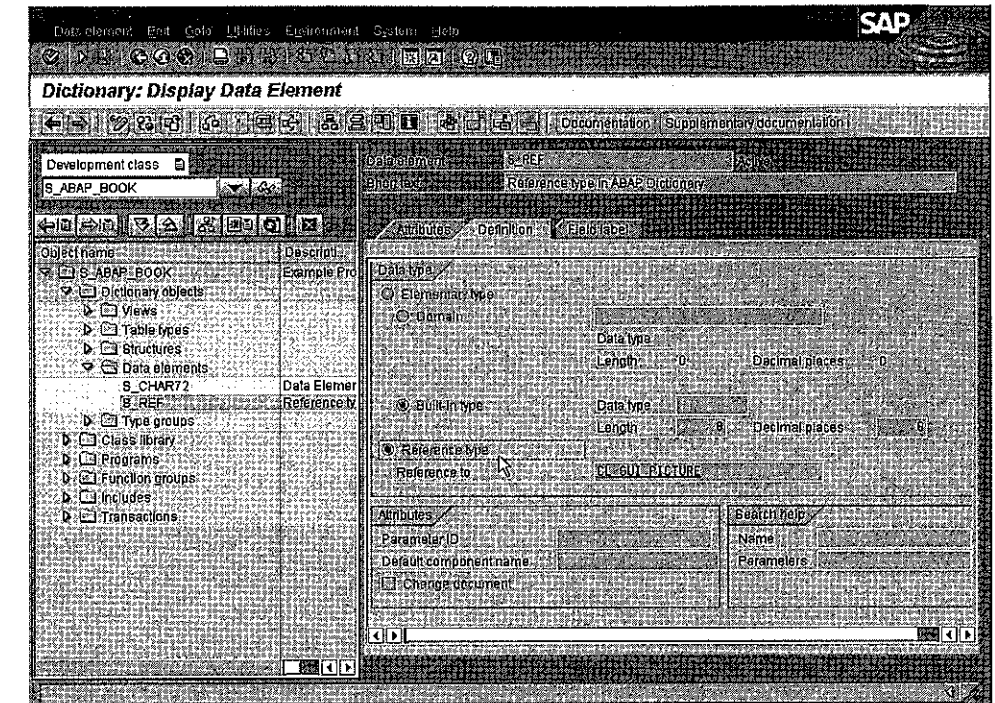 Data element Edit Goto Utilities Environment System Help
SAP
Dictionary: Display Data Element
Documentation Supplementary documentation
Development class
S_ABAP_BOOK
Data element S_REF Active
Short text Reference type in ABAP Dictionary
Attributes Definition Field label
Object name Descripti
S_ABAP_BOOK Example Pro
Dictionary objects
Views
Table types
Structures
Data elements
S_CHAR72 Data Elemer
S_REF Reference ty
Type groups
Class library
Programs
Function groups
Includes
Transactions
Data type
Elementary type
Domain
Data type
Length 0 Decimal places 0
Built-in type Data type
Length Decimal places
Reference type
Reference to CL_GUI_PICTURE
Attributes
Parameter ID
Default component name
Change document
Search help
Name
Parameters